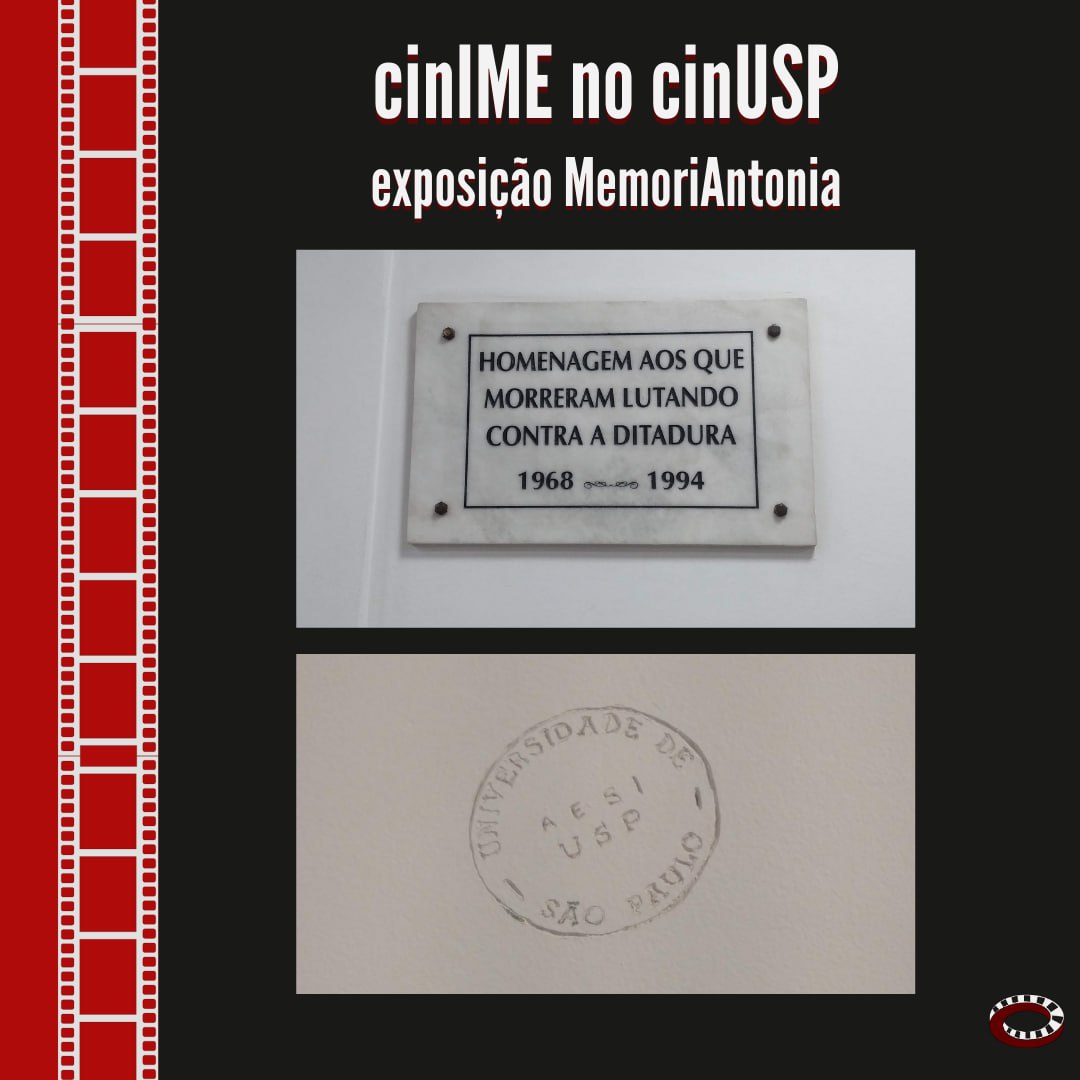 cinIME no cinUSP
exposição MemoriAntonia
HOMENAGEM AOS QUE
MORRERAM LUTANDO
CONTRA A DITADURA
1968 1994
UNIVERSIDADE DE
A E S I
USP
SÃO PAULO